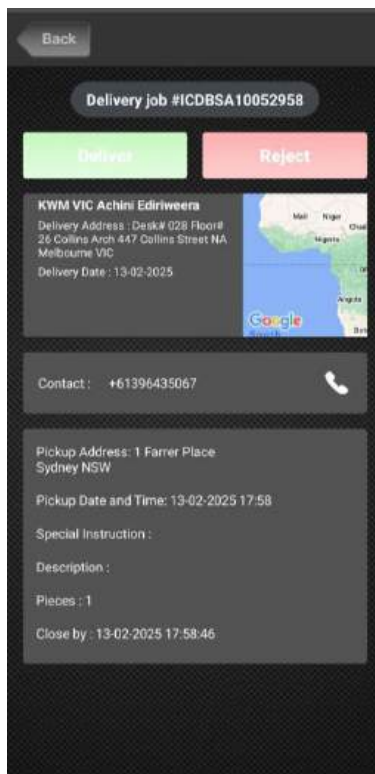 Back
Delivery job #ICDBSA10052958
Deliver
Reject
KWM VIC Achini Ediriweera
Delivery Address : Desk# 028 Floor#
26 Collins Arch 447 Collins Street NA
Melbourne VIC
Delivery Date : 13-02-2025
Mali Niger
Nigeria
Angola
Google
Contact : +61396435067
Pickup Address: 1 Farrer Place
Sydney NSW
Pickup Date and Time: 13-02-2025 17:58
Special Instruction :
Description :
Pieces : 1
Close by : 13-02-2025 17:58:46